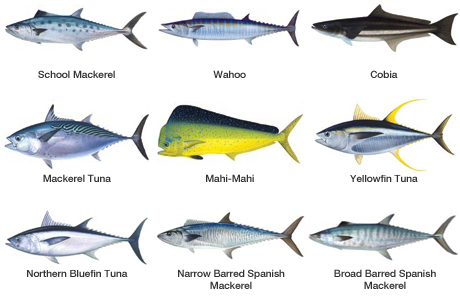 School Mackerel
Wahoo
Cobia
Mackerel Tuna
Mahi-Mahi
Yellowfin Tuna
Northern Bluefin Tuna
Narrow Barred Spanish
Mackerel
Broad Barred Spanish
Mackerel